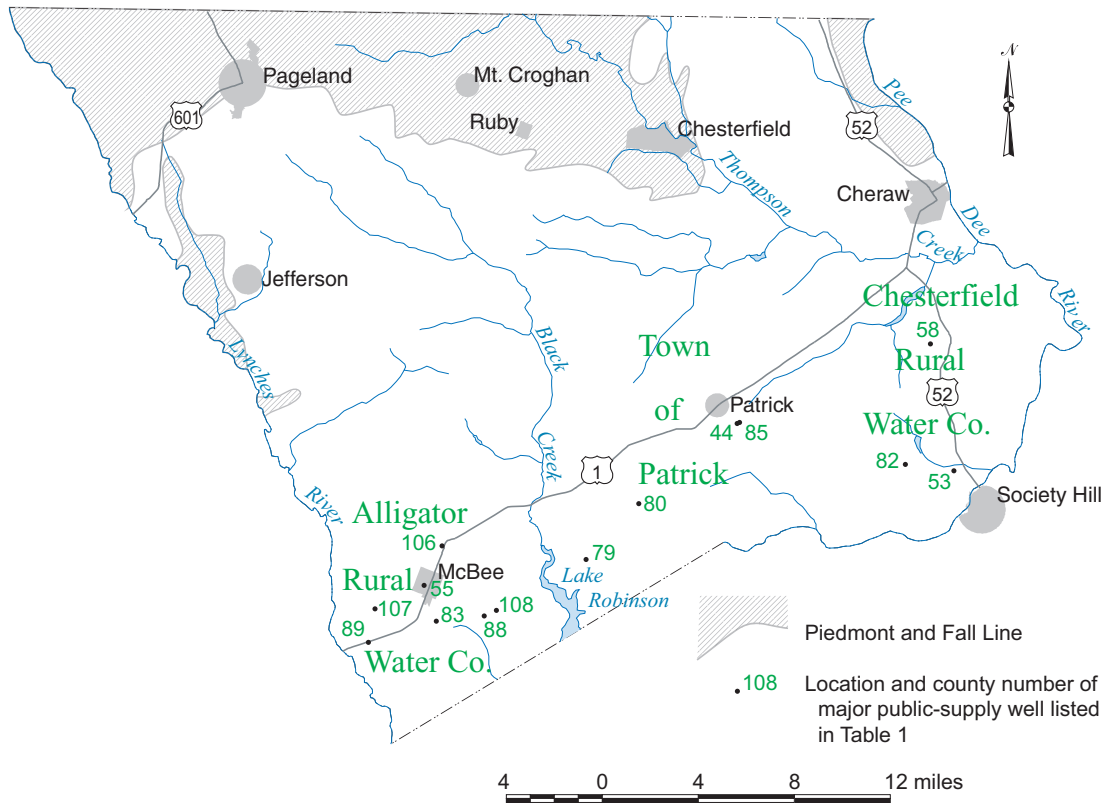 N
Pageland
Mt. Croghan
601
Ruby
Chesterfield
52
Pee
Thompson
Cheraw
Dee
Creek
Jefferson
River
Chesterfield
58
Rural
Lynches
Black
Town
52
of
Patrick
44
85
Water Co.
82
53
Creek
1
Patrick
80
Society Hill
River
Alligator
106
79
Rural
McBee
55
Lake
Robinson
107
83
108
88
89
Water Co.
Piedmont and Fall Line
108
Location and county number of
major public-supply well listed
in Table 1
4 0 4 8 12 miles